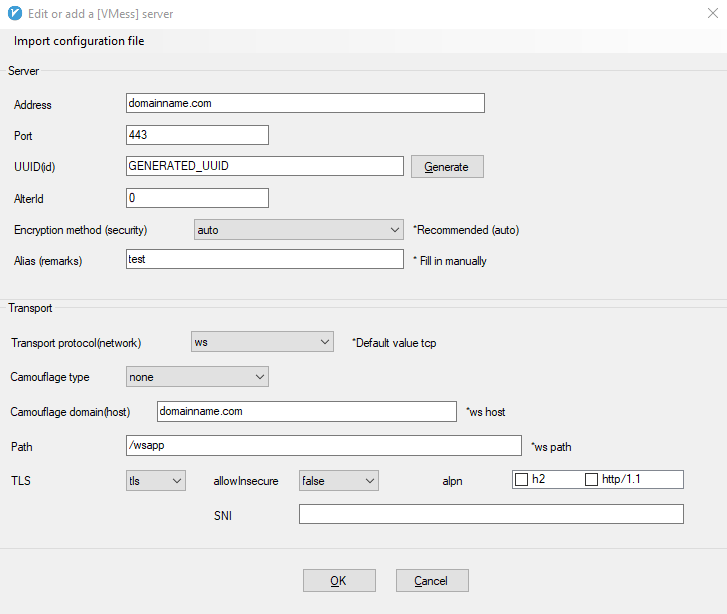 Edit or add a [VMess] server
Import configuration file
Server
Address domainname.com
Port 443
UUID(id) GENERATED_UUID Generate
AlterId 0
Encryption method (security) auto *Recommended (auto)
Alias (remarks) test * Fill in manually
Transport
Transport protocol(network) ws *Default value tcp
Camouflage type none
Camouflage domain(host) domainname.com *ws host
Path /wsapp *ws path
TLS tls allowInsecure false alpn h2 http/1.1
SNI
OK Cancel